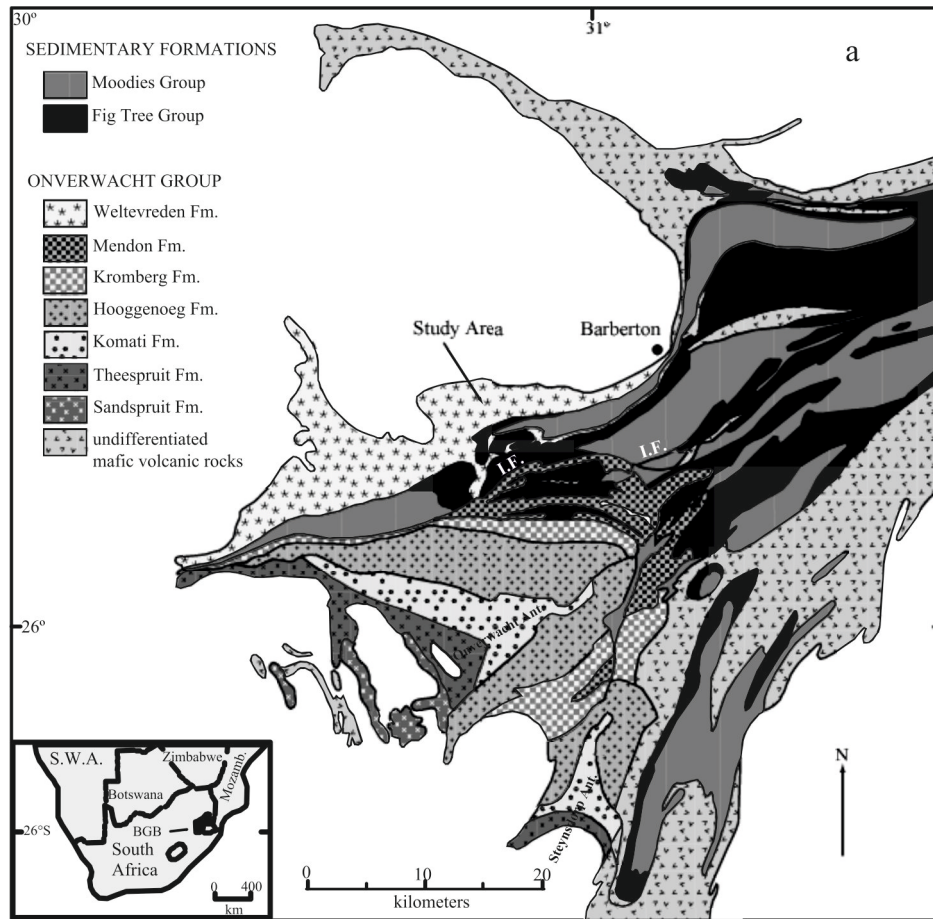 30º
31º
a
SEDIMENTARY FORMATIONS
Moodies Group
Fig Tree Group
ONVERWACHT GROUP
Weltevreden Fm.
Mendon Fm.
Kromberg Fm.
Hooggenoeg Fm.
Komati Fm.
Theespruit Fm.
Sandspruit Fm.
undifferentiated
mafic volcanic rocks
Study Area
Barberton
I.F.
I.F.
Onverwacht Ant.
Steynsdorp Ant.
26º
N
S.W.A.
Zimbabwe
Mozamb.
Botswana
26ºS
BGB
South
Africa
0 400
km
0 10 20
kilometers